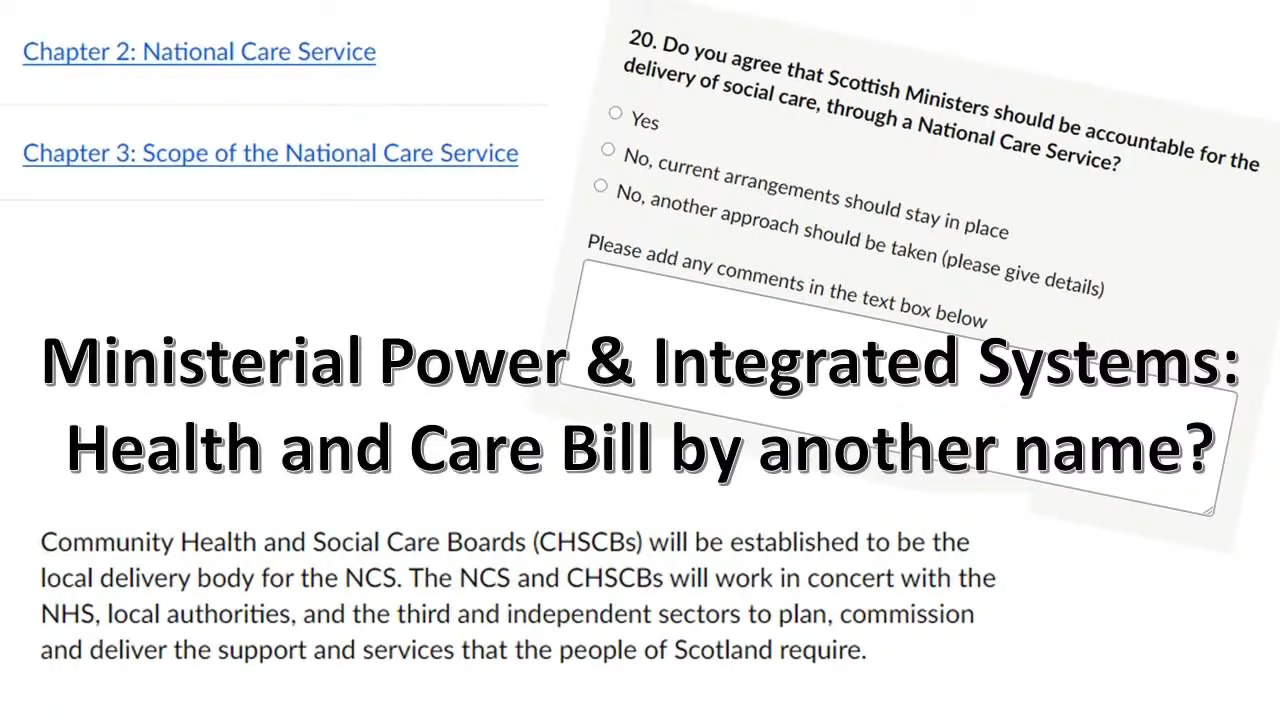 Chapter 2: National Care Service
Chapter 3: Scope of the National Care Service
20. Do you agree that Scottish Ministers should be accountable for the
delivery of social care, through a National Care Service?
Yes
No, current arrangements should stay in place
No, another approach should be taken (please give details)
Please add any comments in the text box below
Ministerial Power & Integrated Systems:
Health and Care Bill by another name?
Community Health and Social Care Boards (CHSCBs) will be established to be the
local delivery body for the NCS. The NCS and CHSCBs will work in concert with the
NHS, local authorities, and the third and independent sectors to plan, commission
and deliver the support and services that the people of Scotland require.